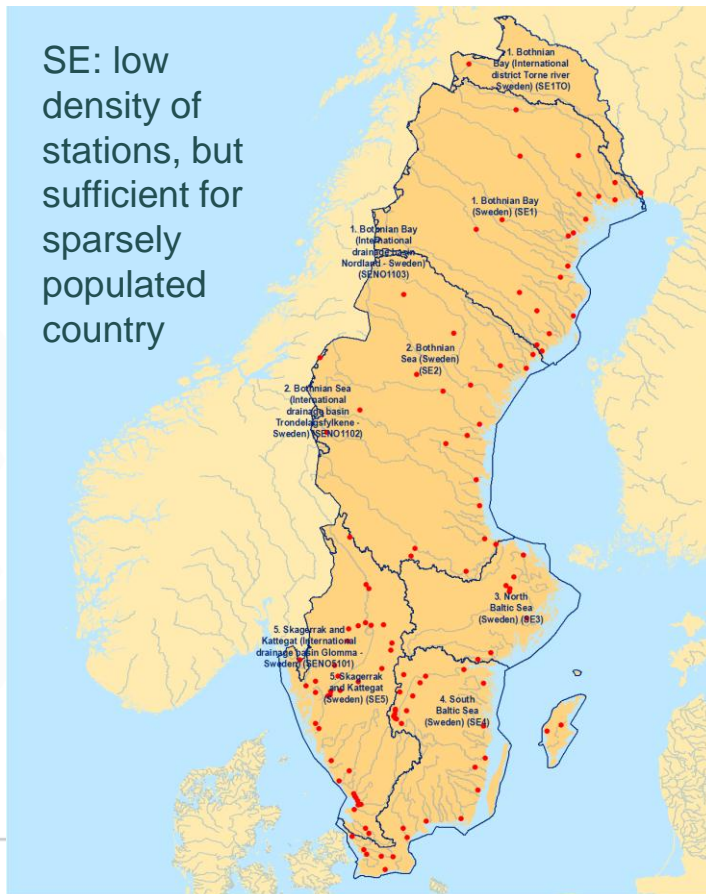 SE: low
density of
stations, but
sufficient for
sparsely
populated
country
1. Bothnian
Bay (International
district Torne river
- Sweden) (SE1TO)
1. Bothnian Bay
(Sweden) (SE1)
1. Bothnian Bay
(International
drainage basin
Nordland - Sweden)
(SENO1103)
2. Bothnian
Sea (Sweden)
(SE2)
2. Bothnian Sea
(International
drainage basin
Trondelagsfylkene -
Sweden) (SENO1102)
3. North
Baltic Sea
(Sweden) (SE3)
5. Skagerrak and
Kattegat (International
drainage basin Glomma -
Sweden) (SENO5101)
5. Skagerrak
and Kattegat
(Sweden) (SE5)
4. South
Baltic Sea
(Sweden) (SE4)